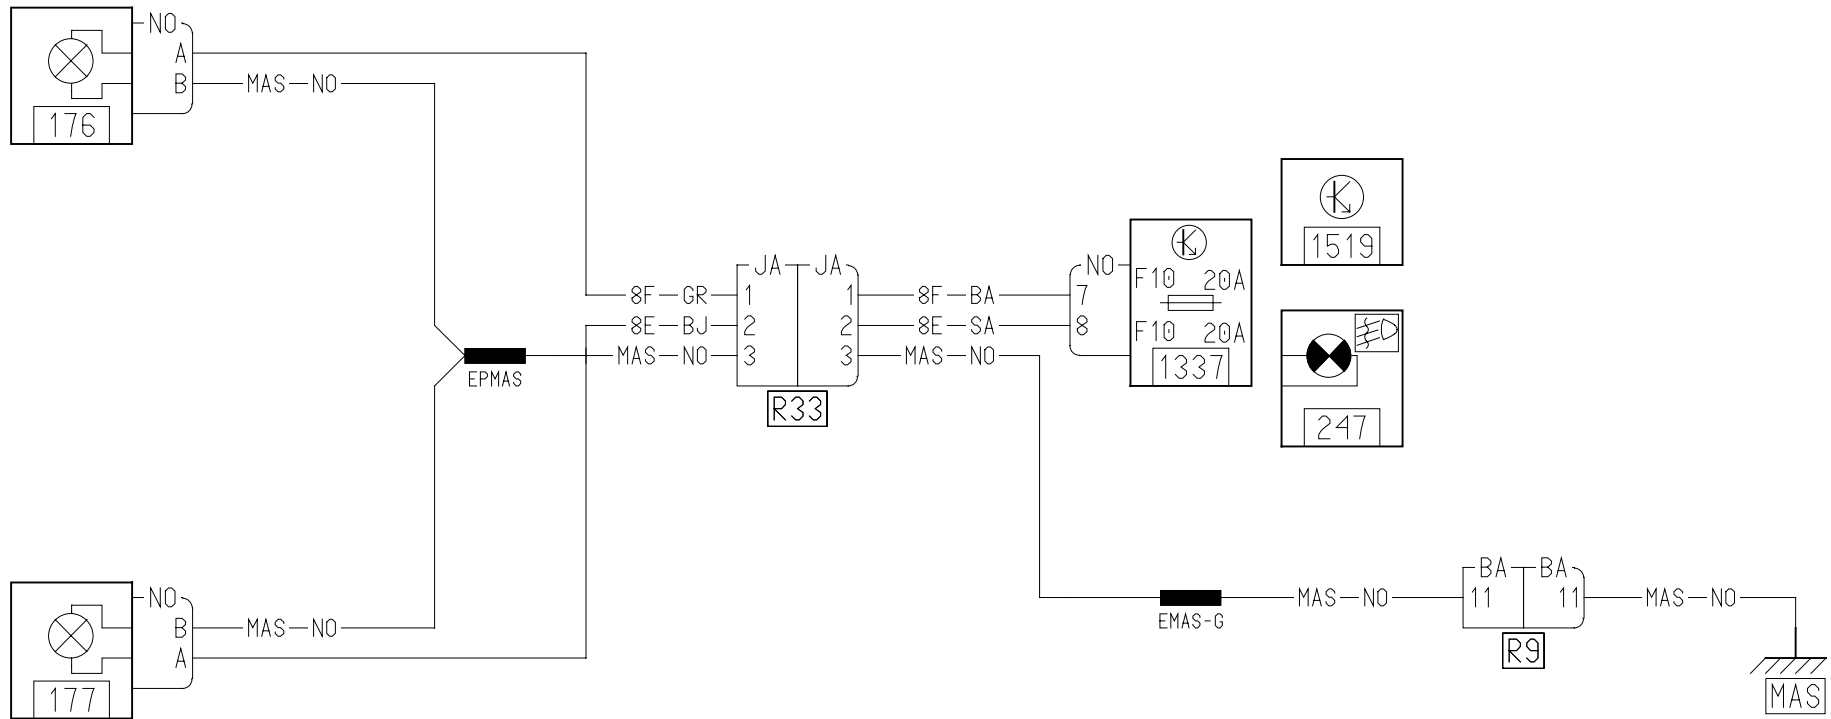 NO
A
B MAS NO
176
1519
JA JA NO
F10 20A
8F GR 1 1 8F BA 7
8E BJ 2 2 8E SA 8
F10 20A
MAS NO 3 3 MAS NO
1337
EPMAS
R33
247
NO
B MAS NO
A
177
BA BA
MAS NO 11 11 MAS NO
EMAS-G
R9
MAS